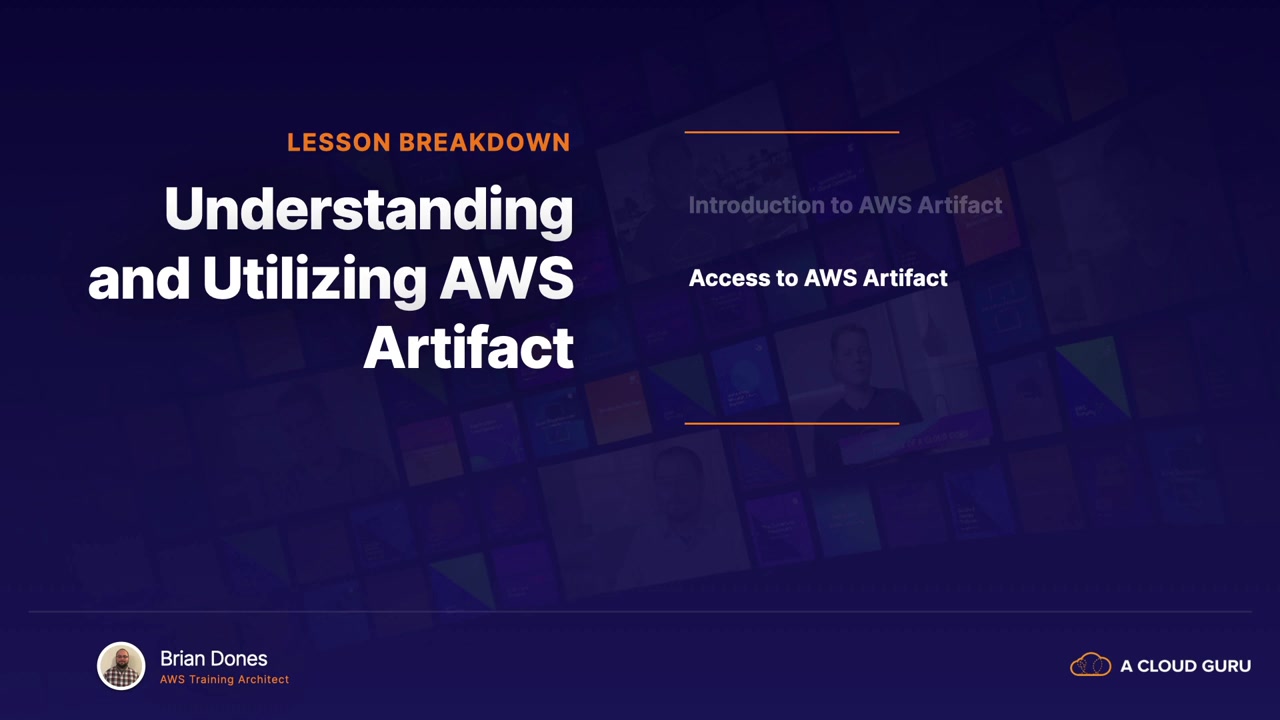 LESSON BREAKDOWN
Understanding
and Utilizing AWS
Artifact
Introduction to AWS Artifact
Access to AWS Artifact
Brian Dones
AWS Training Architect
A CLOUD GURU